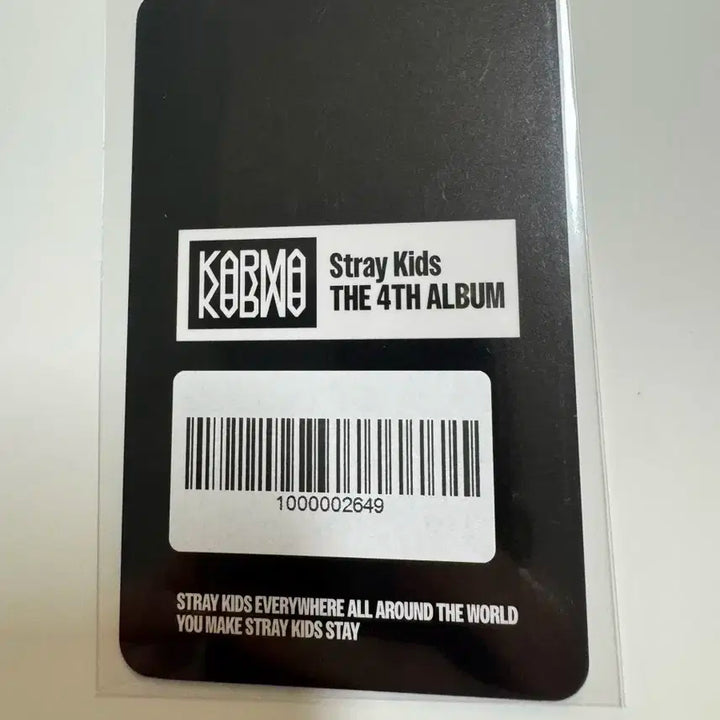 KARMA
Stray Kids
THE 4TH ALBUM
1000002649
STRAY KIDS EVERYWHERE ALL AROUND THE WORLD
YOU MAKE STRAY KIDS STAY